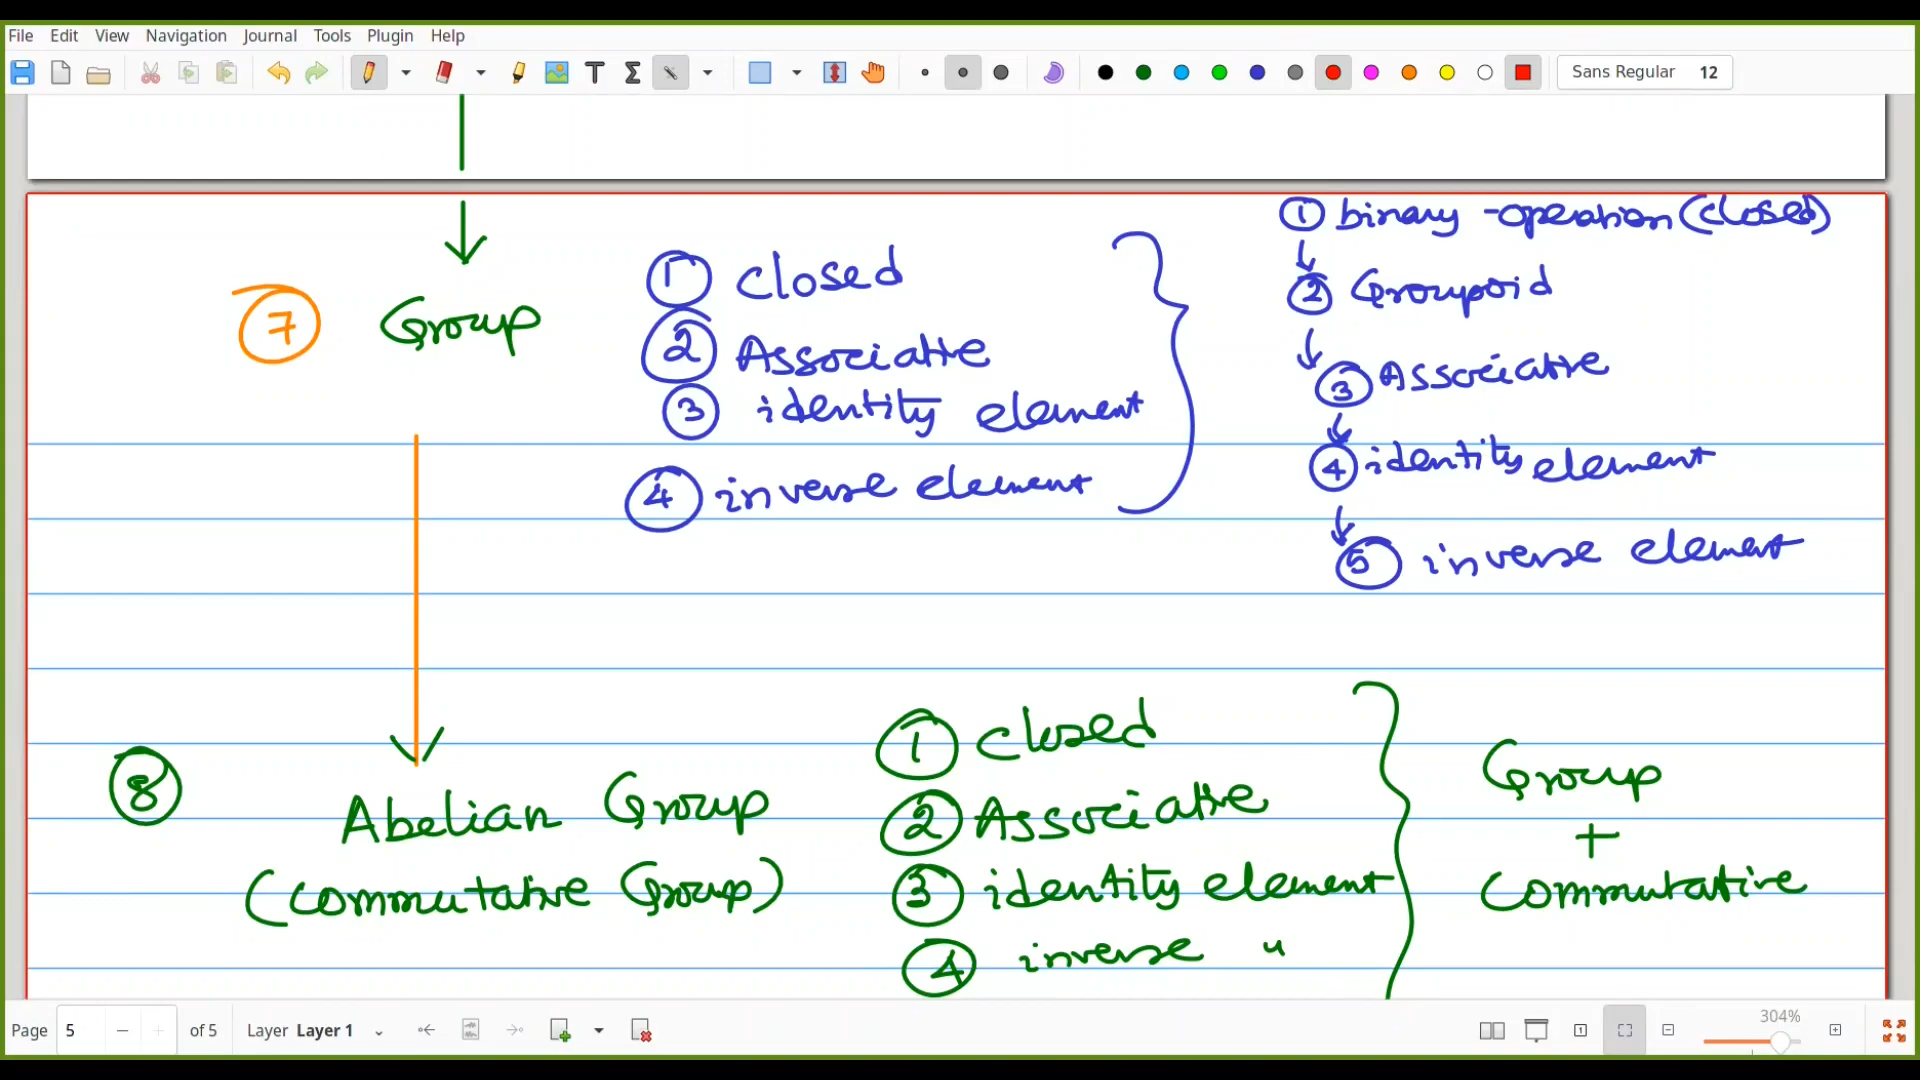 File Edit View Navigation Journal Tools Plugin Help
Sans Regular 12
7 Group
1 closed
2 Associative
3 identity element
4 inverse element
1 binary-operation (closed)
2 Groupoid
3 Associative
4 identity element
5 inverse element
8 Abelian Group
(commutative Group)
1 closed
2 Associative
3 identity element
4 inverse "
Group
+
commutative
Page 5 of 5 Layer Layer 1
304%